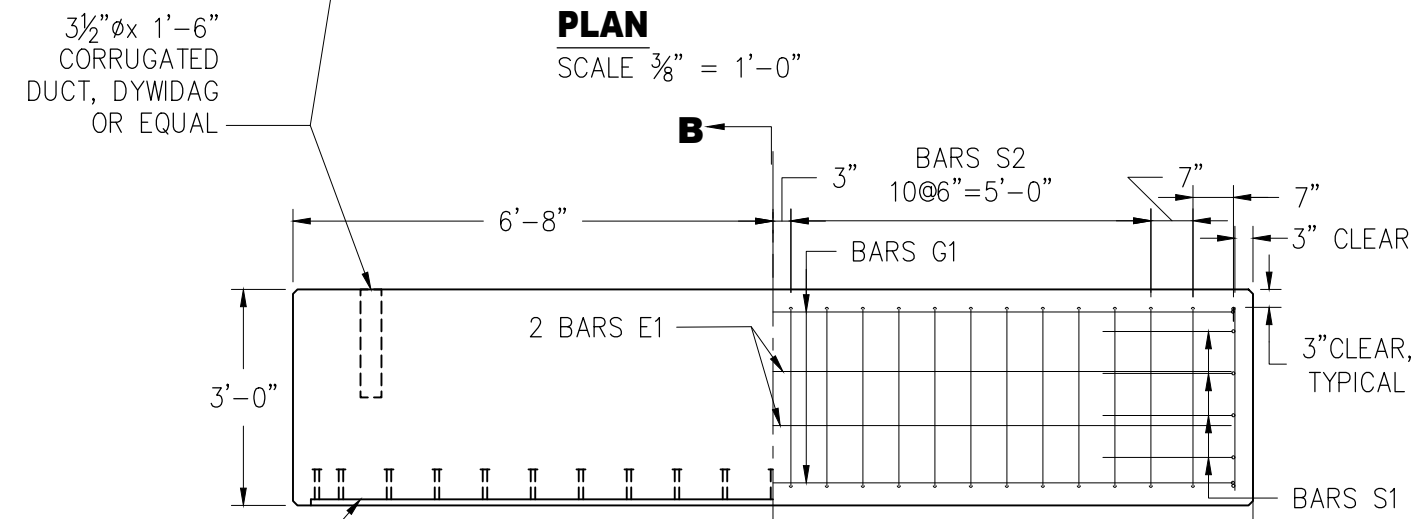 3½"øx 1'-6"
CORRUGATED
DUCT, DYWIDAG
OR EQUAL
PLAN
SCALE ⅜" = 1'-0"
B
3"
BARS S2
10@6"=5'-0"
7"
7"
6'-8"
3" CLEAR
BARS G1
2 BARS E1
3"CLEAR,
TYPICAL
3'-0"
BARS S1